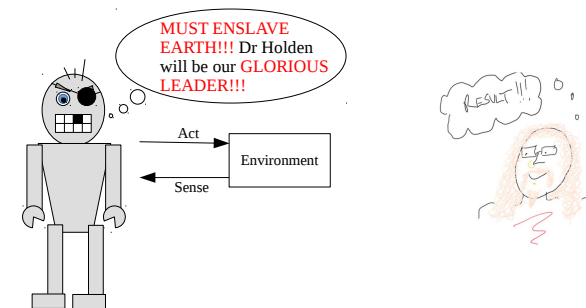 MUST ENSLAVE
EARTH!!! Dr Holden
will be our GLORIOUS
LEADER!!!
RESULT!!!
Act
Environment
Sense